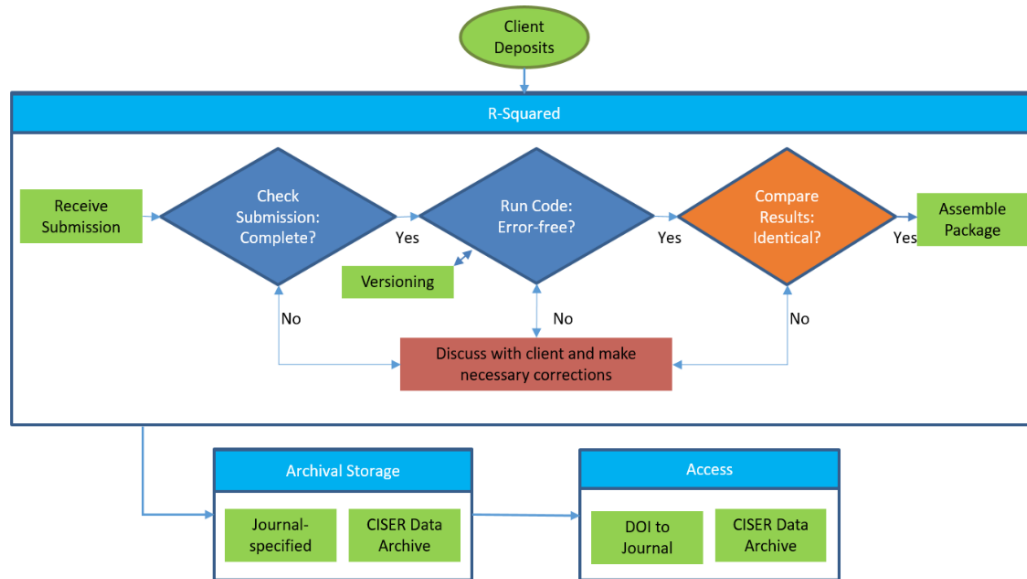 Client
Deposits
R-Squared
Receive
Submission
Check
Submission:
Complete?
Yes
Run Code:
Error-free?
Yes
Compare
Results:
Identical?
Yes
Assemble
Package
Versioning
No
No
No
Discuss with client and make
necessary corrections
Archival Storage
Journal-
specified
CISER Data
Archive
Access
DOI to
Journal
CISER Data
Archive